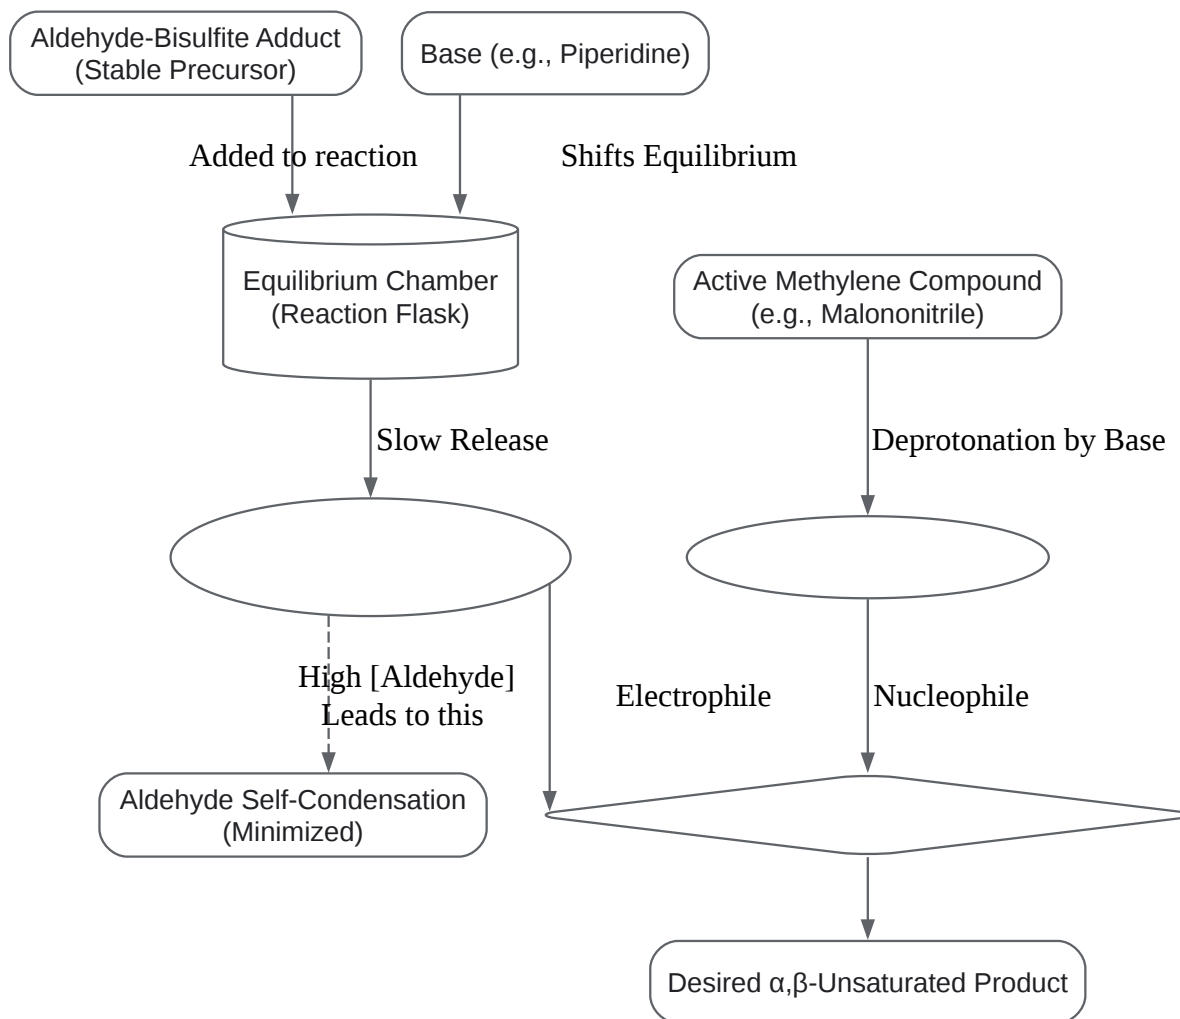 Aldehyde-Bisulfite Adduct
(Stable Precursor)
Base (e.g., Piperidine)
Added to reaction
Shifts Equilibrium
Equilibrium Chamber
(Reaction Flask)
Active Methylene Compound
(e.g., Malononitrile)
Slow Release
Deprotonation by Base
High [Aldehyde]
Leads to this
Electrophile
Nucleophile
Aldehyde Self-Condensation
(Minimized)
Desired α,β-Unsaturated Product